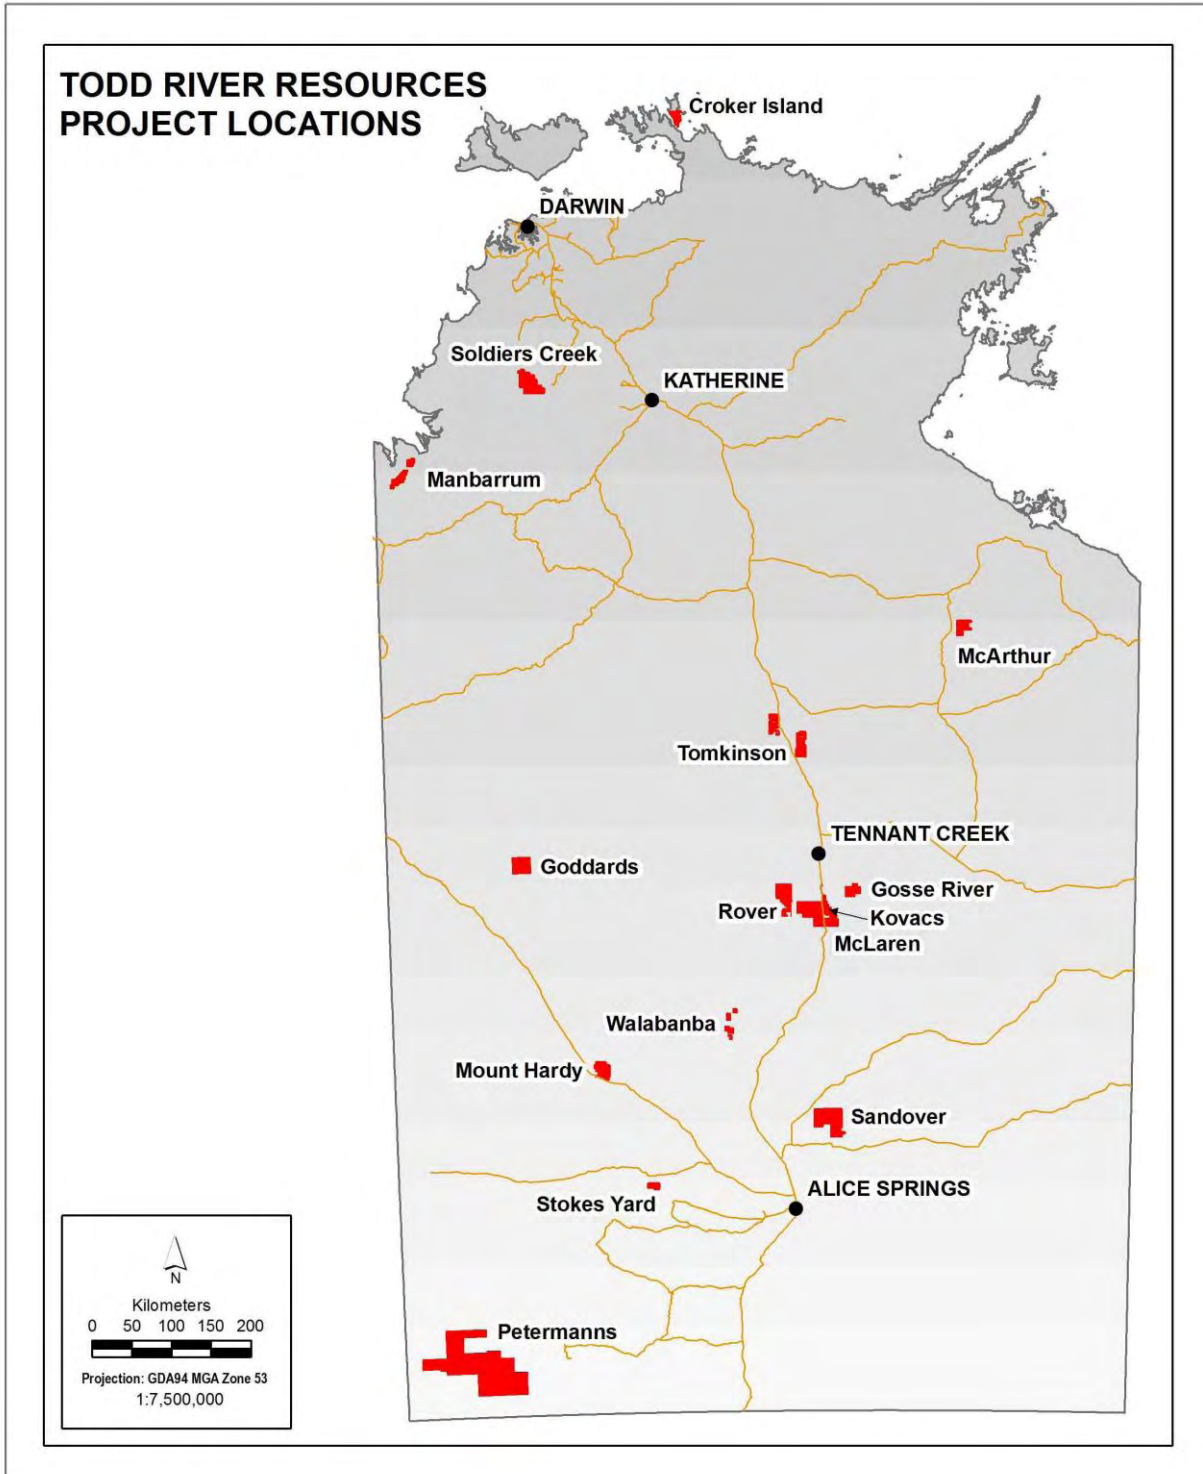 TODD RIVER RESOURCES
PROJECT LOCATIONS
Croker Island
DARWIN
Soldiers Creek
KATHERINE
Manbarrum
McArthur
Tomkinson
TENNANT CREEK
Goddards
Gosse River
Rover
Kovacs
McLaren
Walabanba
Mount Hardy
Sandover
ALICE SPRINGS
Stokes Yard
N
Kilometers
0 50 100 150 200
Projection: GDA94 MGA Zone 53
1:7,500,000
Petermanns